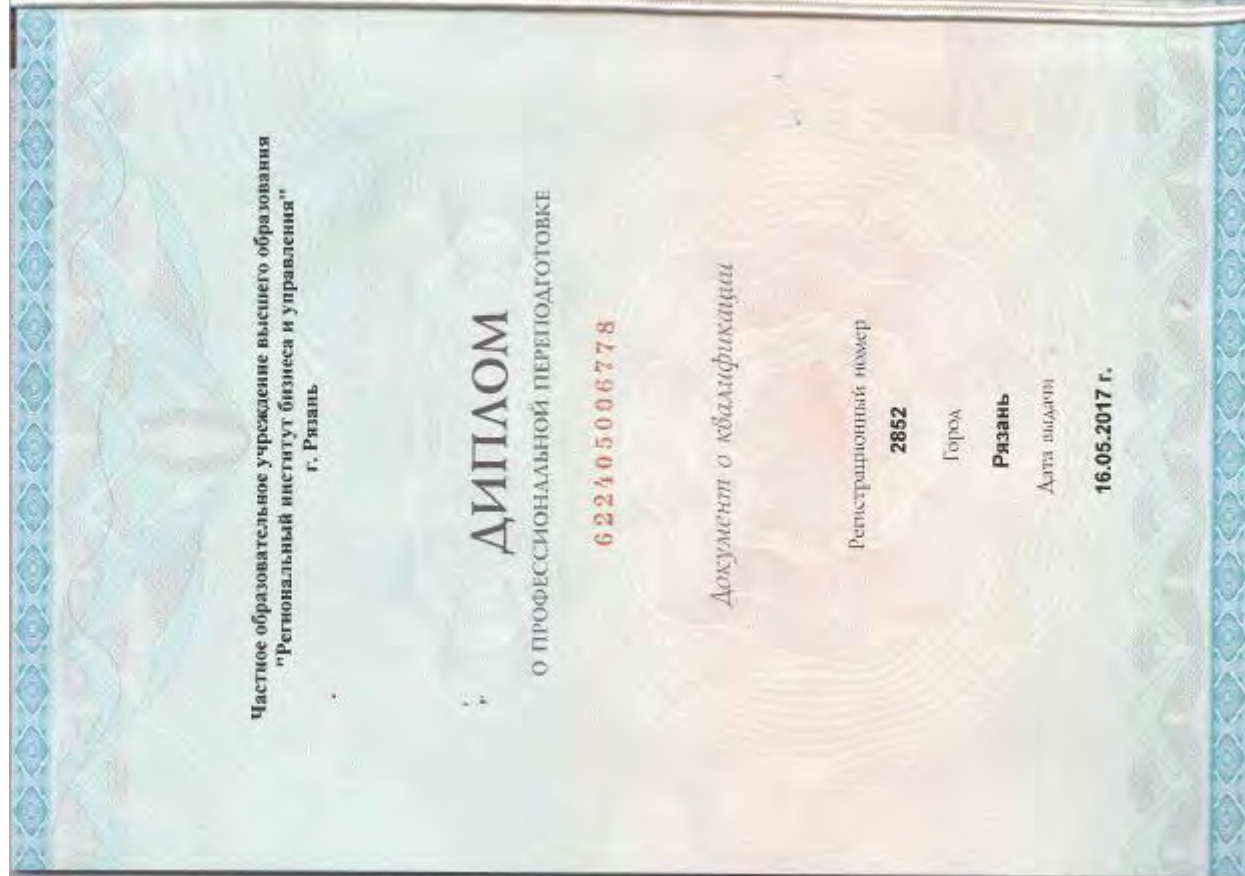 Частное образовательное учреждение высшего образования
"Региональный институт бизнеса и управления"
г. Рязань
ДИПЛОМ
О ПРОФЕССИОНАЛЬНОЙ ПЕРЕПОДГОТОВКЕ
622405006778
Документ о квалификации
Регистрационный номер
2852
Город
Рязань
Дата выдачи
16.05.2017 г.